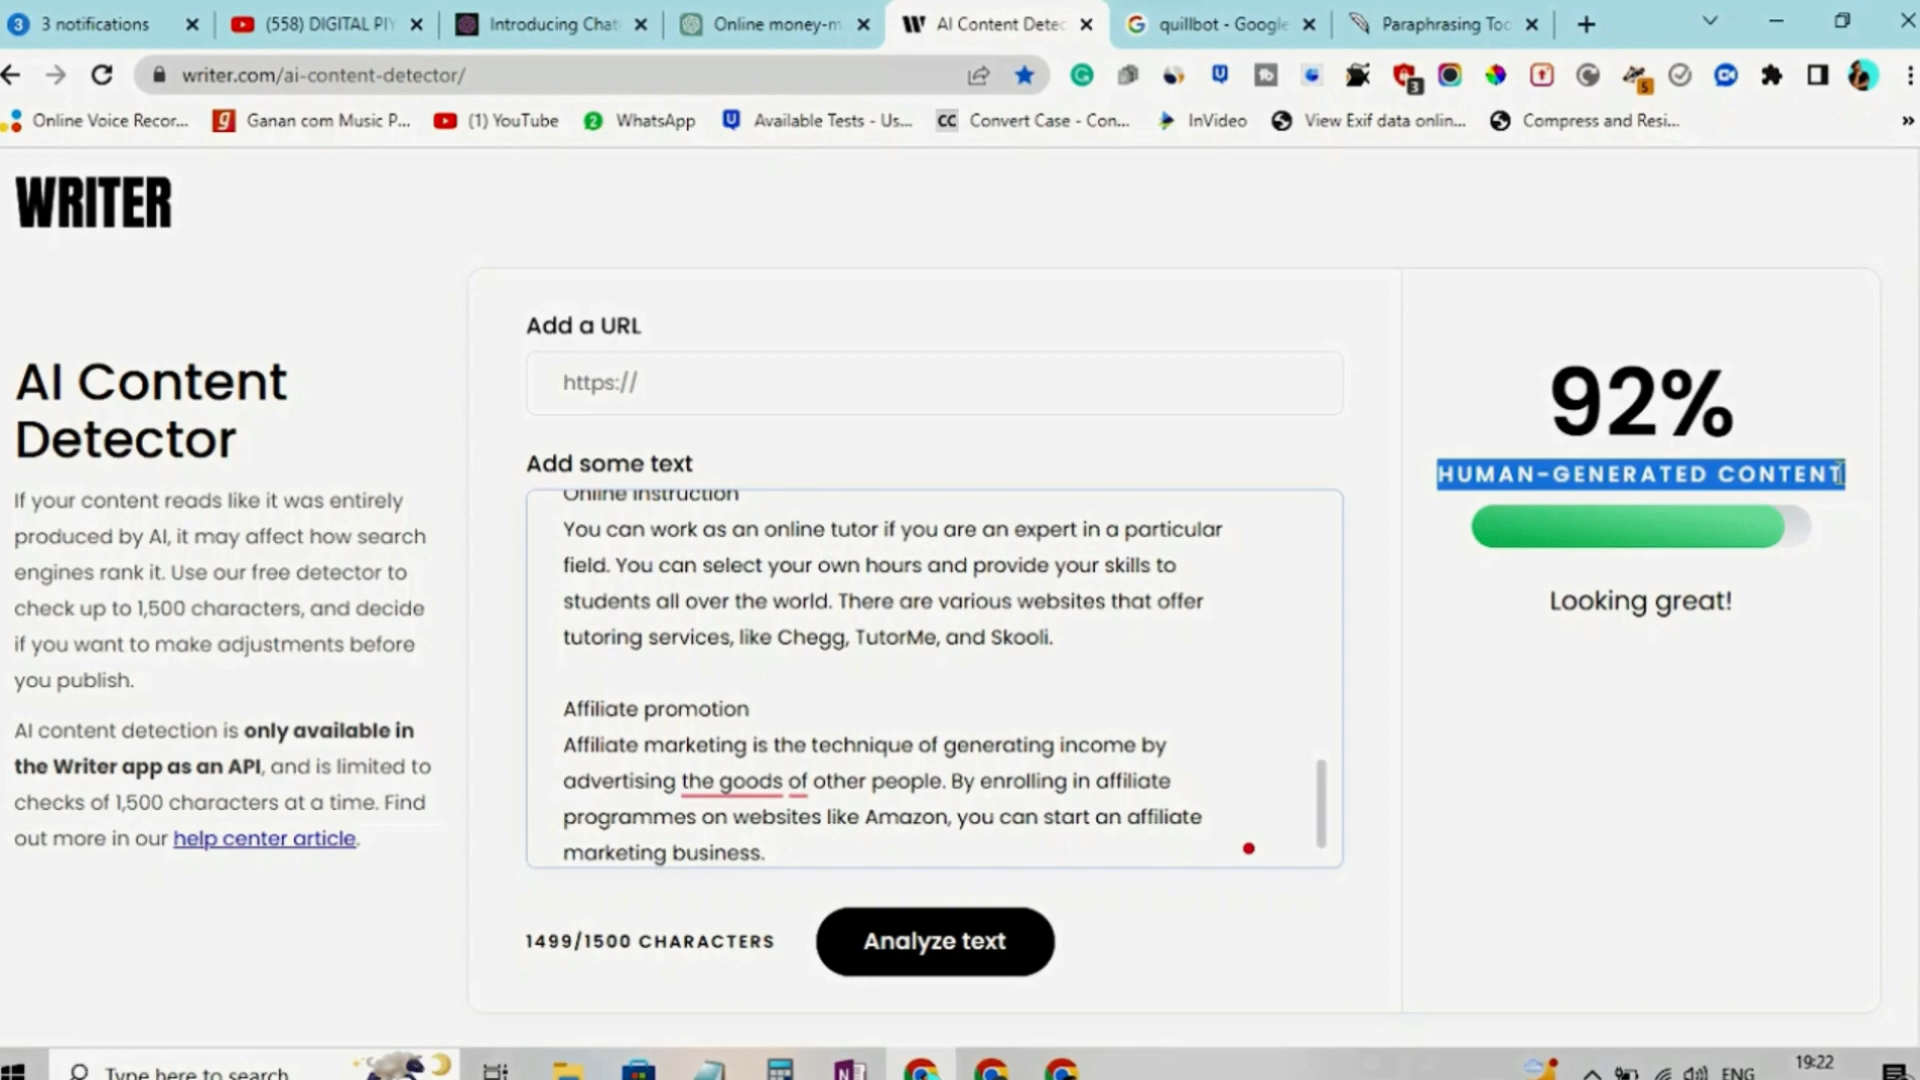 3 notifications
(558) DIGITAL PIY
Introducing Chat
Online money-m
AI Content Detec
quillbot - Google
Paraphrasing Too
writer.com/ai-content-detector/
3
5
Online Voice Recor...
Ganan com Music P...
(1) YouTube
2
WhatsApp
Available Tests - Us...
CC
Convert Case - Con...
InVideo
View Exif data onlin...
Compress and Resi...
WRITER
AI Content
Detector
If your content reads like it was entirely
produced by AI, it may affect how search
engines rank it. Use our free detector to
check up to 1,500 characters, and decide
if you want to make adjustments before
you publish.
AI content detection is only available in
the Writer app as an API, and is limited to
checks of 1,500 characters at a time. Find
out more in our help center article.
Add a URL
https://
Add some text
Online instruction
You can work as an online tutor if you are an expert in a particular
field. You can select your own hours and provide your skills to
students all over the world. There are various websites that offer
tutoring services, like Chegg, TutorMe, and Skooli.
Affiliate promotion
Affiliate marketing is the technique of generating income by
advertising the goods of other people. By enrolling in affiliate
programmes on websites like Amazon, you can start an affiliate
marketing business.
1499/1500 CHARACTERS
Analyze text
92%
HUMAN-GENERATED CONTENT
Looking great!
Type here to search
ENG
19:22